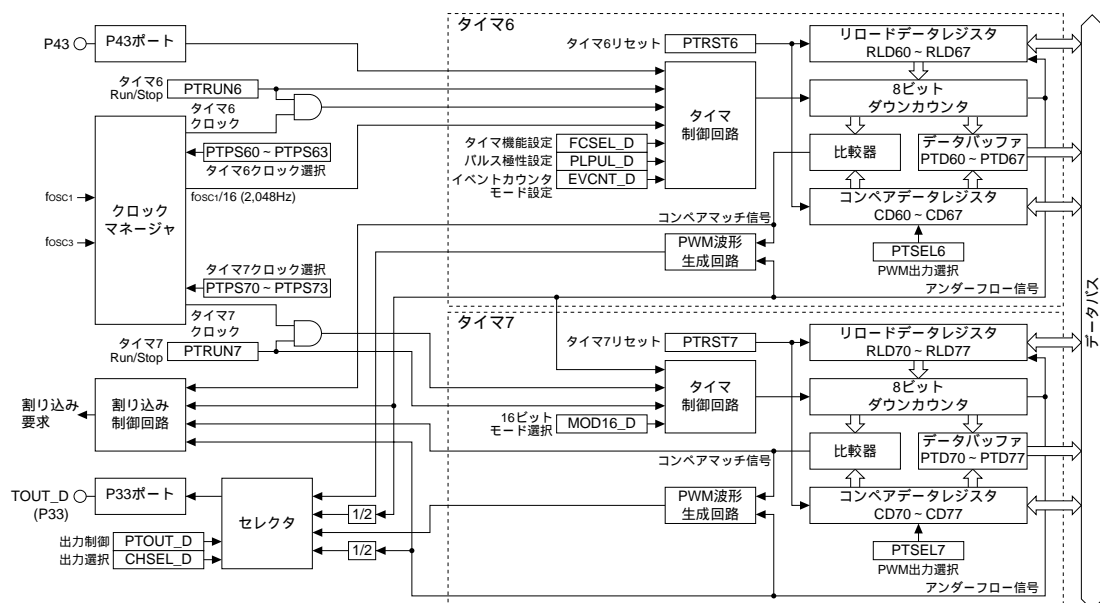 タイマ6
P43
P43ポート
タイマ6リセット
PTRST6
リロードデータレジスタ
RLD60 ~ RLD67
タイマ6
Run/Stop
PTRUN6
タイマ6
クロック
タイマ
制御回路
8ビット
ダウンカウンタ
PTPS60 ~ PTPS63
タイマ6クロック選択
タイマ機能設定
FCSEL_D
パルス極性設定
PLPUL_D
イベントカウンタ
モード設定
EVCNT_D
比較器
データバッファ
PTD60 ~ PTD67
fOSC1
fOSC3
クロック
マネージャ
fOSC1/16 (2,048Hz)
コンペアデータレジスタ
CD60 ~ CD67
コンペアマッチ信号
PWM波形
生成回路
PTSEL6
PWM出力選択
アンダーフロー信号
データバス
タイマ7クロック選択
PTPS70 ~ PTPS73
タイマ7
クロック
タイマ7
Run/Stop
PTRUN7
タイマ7
タイマ7リセット
PTRST7
リロードデータレジスタ
RLD70 ~ RLD77
タイマ
制御回路
8ビット
ダウンカウンタ
割り込み
要求
割り込み
制御回路
16ビット
モード選択
MOD16_D
コンペアマッチ信号
比較器
データバッファ
PTD70 ~ PTD77
TOUT_D
(P33)
P33ポート
セレクタ
1/2
1/2
PWM波形
生成回路
コンペアデータレジスタ
CD70 ~ CD77
出力制御
PTOUT_D
出力選択
CHSEL_D
PTSEL7
PWM出力選択
アンダーフロー信号